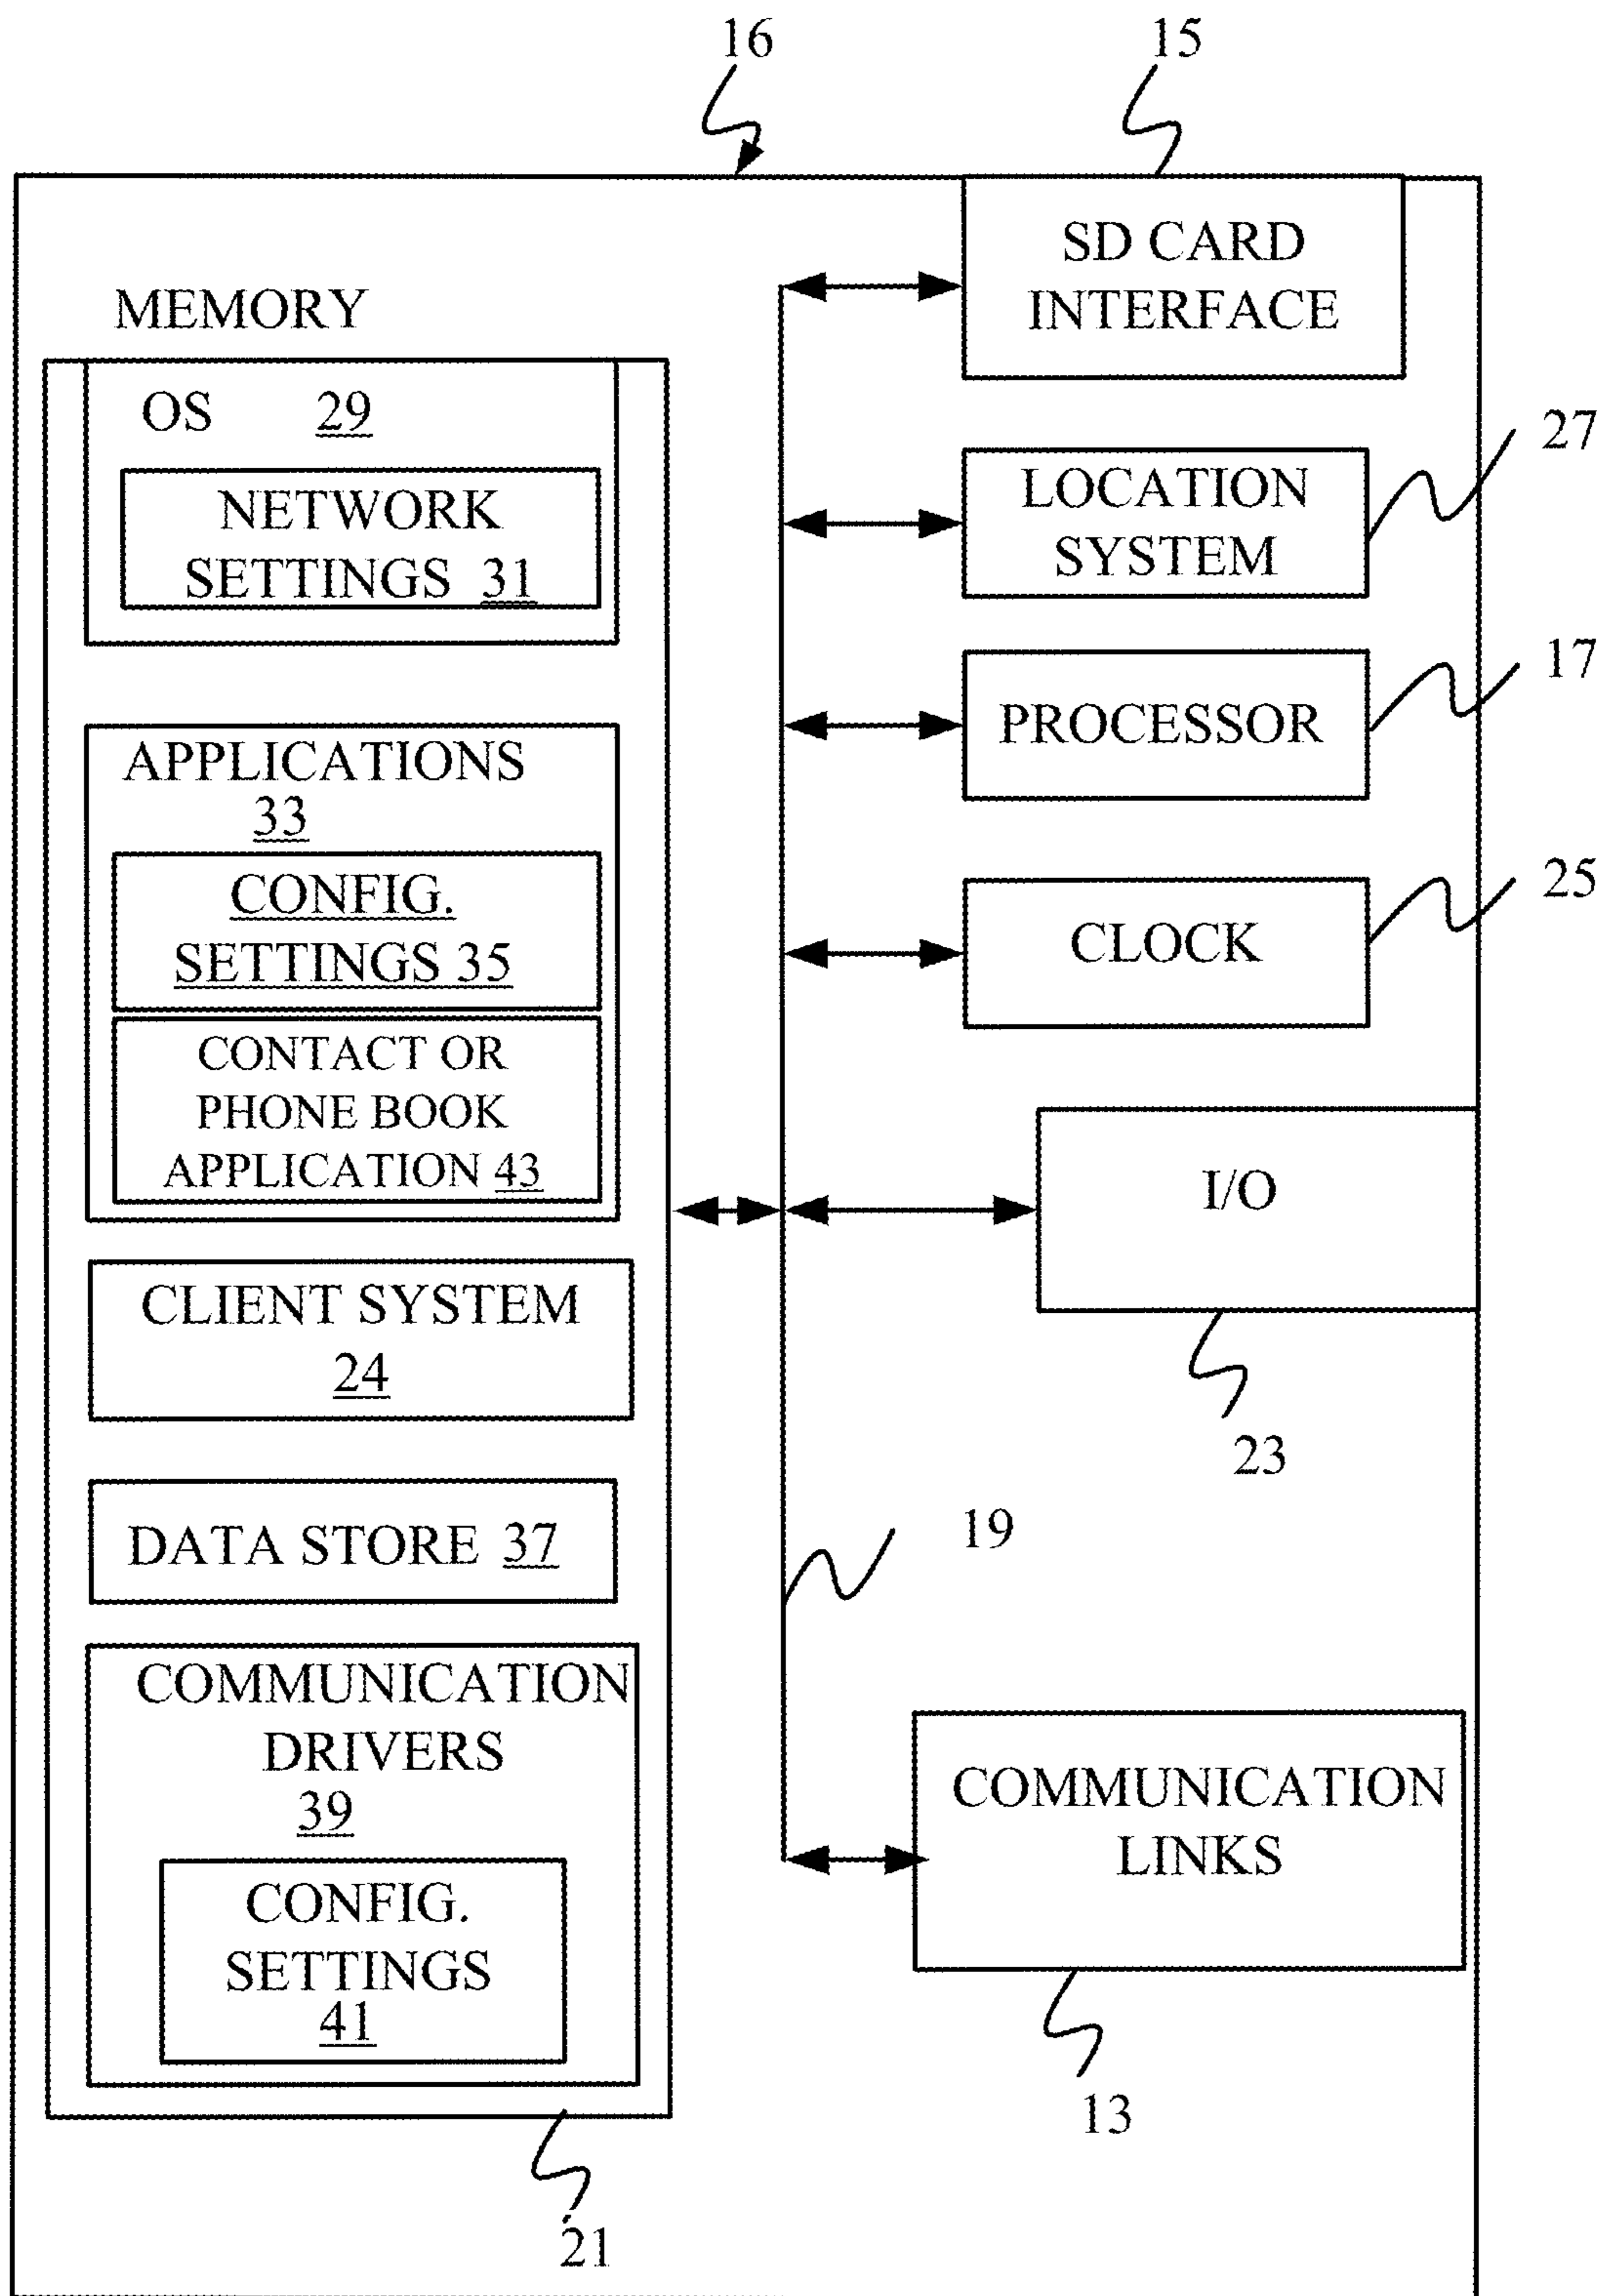 16
15
SD CARD
INTERFACE
MEMORY
OS 29
NETWORK
SETTINGS 31
27
LOCATION
SYSTEM
17
PROCESSOR
APPLICATIONS
33
CONFIG.
SETTINGS 35
CONTACT OR
PHONE BOOK
APPLICATION 43
25
CLOCK
I/O
23
CLIENT SYSTEM
24
DATA STORE 37
19
COMMUNICATION
DRIVERS
39
CONFIG.
SETTINGS
41
COMMUNICATION
LINKS
13
21